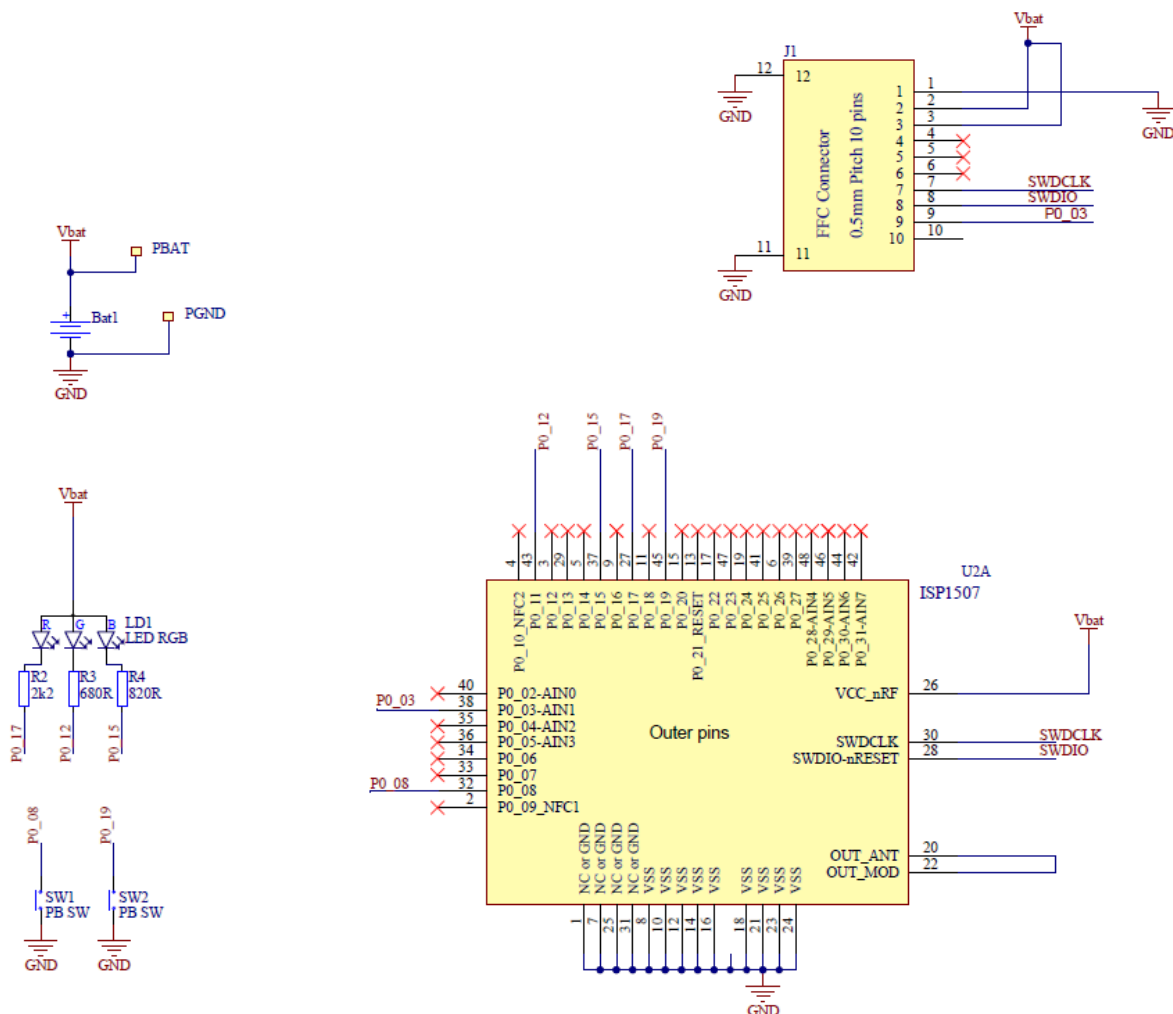 Vbat
J1
12
12
GND
1
1
2
2
3
3
4
4
5
5
6
6
7
7
SWDCLK
8
8
SWDIO
9
9
P0_03
10
10
FFC Connector
0.5mm Pitch 10 pins
11
11
GND
GND
Vbat
PBAT
+
Bat1
PGND
GND
Vbat
R
G
B
LD1
LED RGB
R2
2k2
R3
680R
R4
820R
P0_17
P0_12
P0_15
P0_08
P0_19
SW1
PB SW
SW2
PB SW
GND
GND
P0_12
P0_15
P0_17
P0_19
4
43
3
29
5
37
9
27
11
45
15
13
17
47
19
41
6
39
48
46
44
42
U2A
ISP1507
P0_10_NFC2
P0_11
P0_12
P0_13
P0_14
P0_15
P0_16
P0_17
P0_18
P0_19
P0_20
P0_21_RESET
P0_22
P0_23
P0_24
P0_25
P0_26
P0_27
P0_28-AIN4
P0_29-AIN5
P0_30-AIN6
P0_31-AIN7
40
P0_02-AIN0
P0_03
38
P0_03-AIN1
35
P0_04-AIN2
36
P0_05-AIN3
34
P0_06
33
P0_07
P0_08
32
P0_08
2
P0_09_NFC1
Outer pins
Vbat
VCC_nRF
26
SWDCLK
30
SWDCLK
SWDIO-nRESET
28
SWDIO
OUT_ANT
20
OUT_MOD
22
NC or GND
NC or GND
NC or GND
NC or GND
VSS
VSS
VSS
VSS
VSS
VSS
VSS
VSS
VSS
1
7
25
31
8
10
12
14
16
18
21
23
24
GND